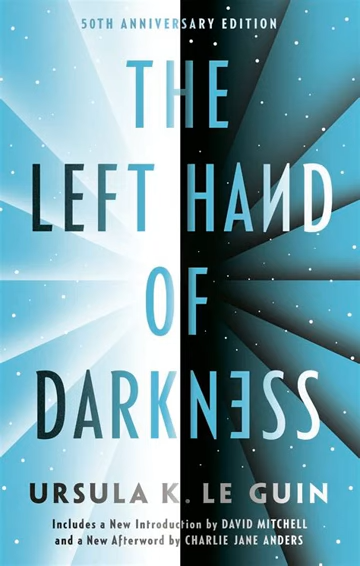 50TH ANNIVERSARY EDITION
THE
LEFT HAND
OF
DARKNESS
URSULA K. LE GUIN
Includes a New Introduction by DAVID MITCHELL
and a New Afterword by CHARLIE JANE ANDERS